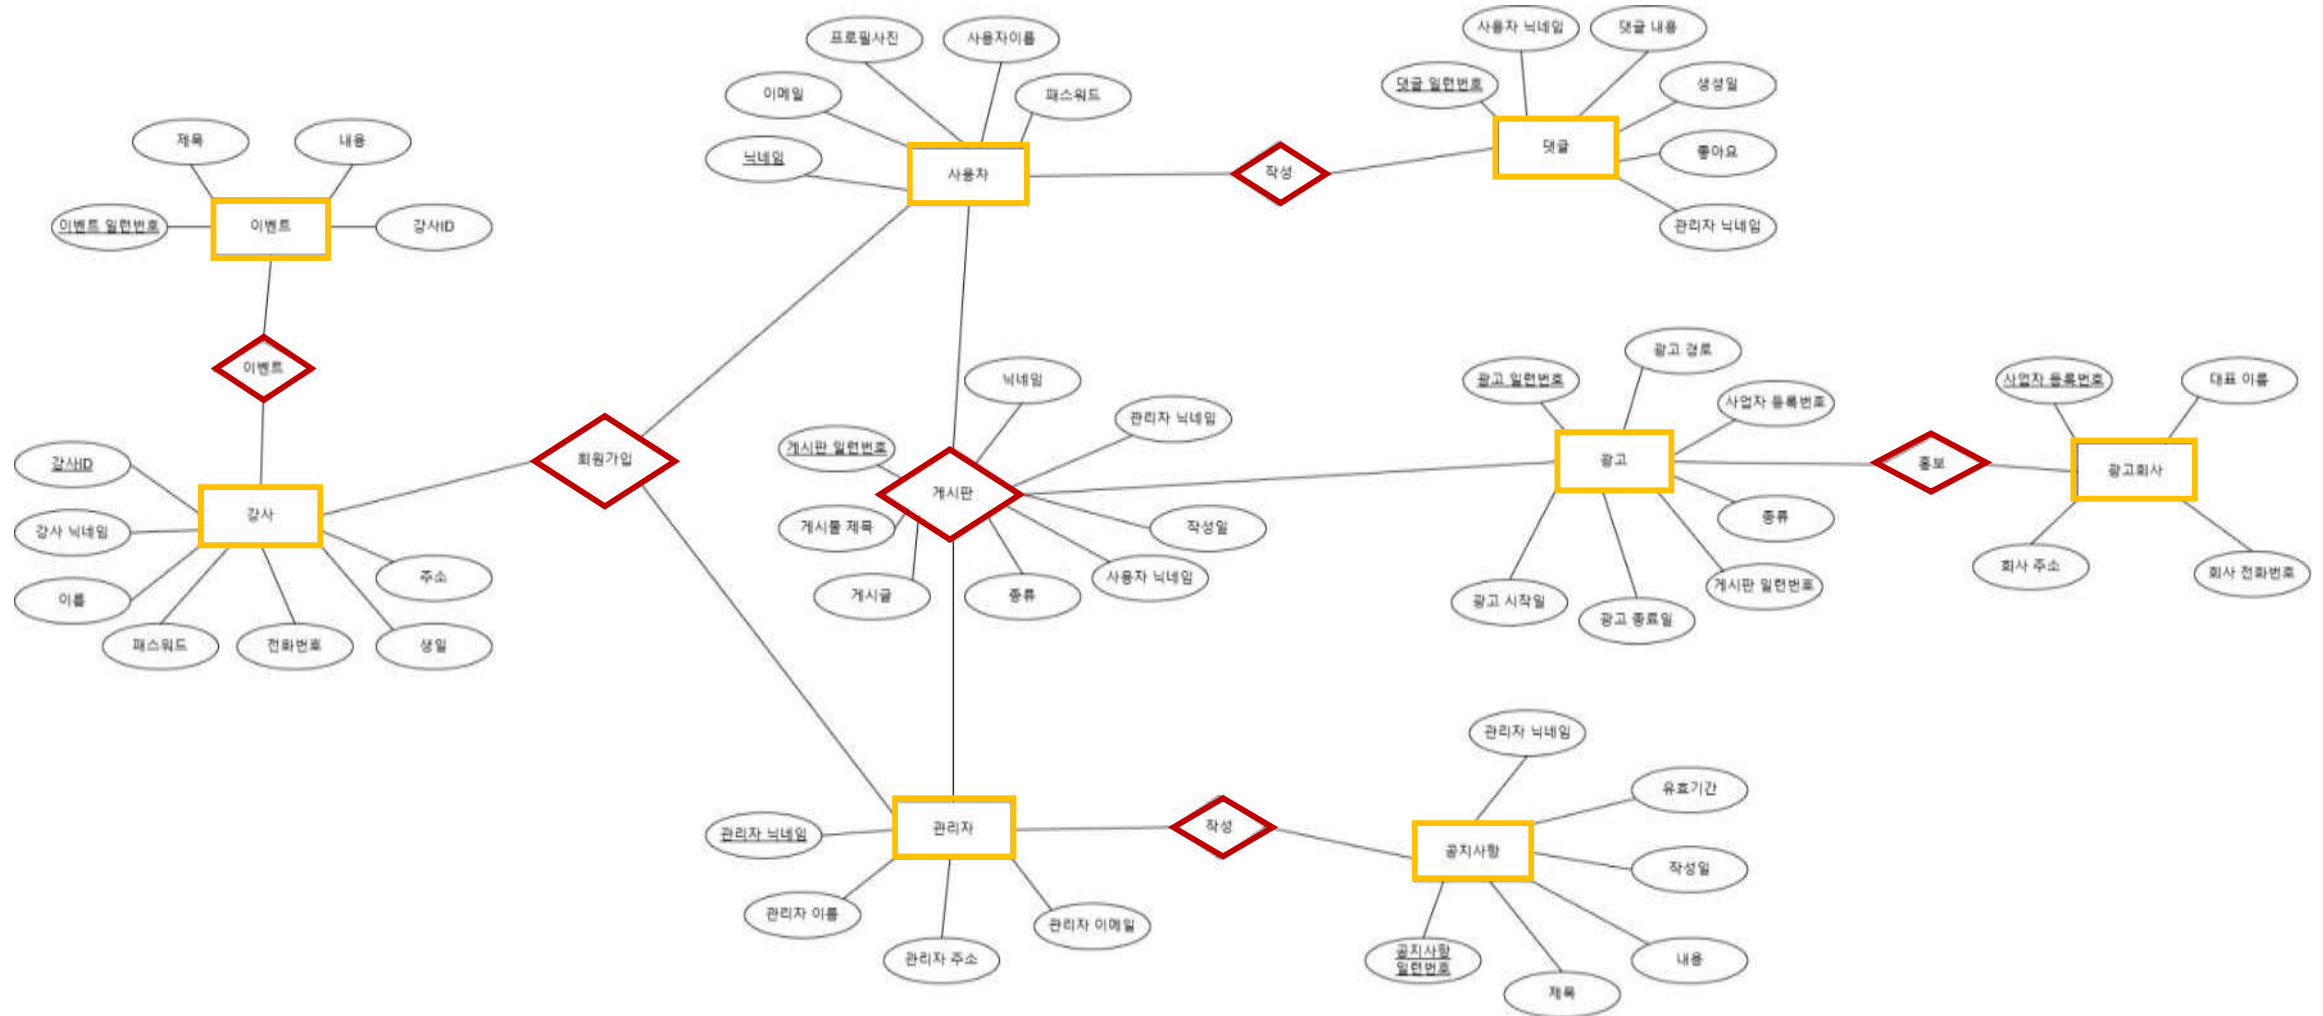 프로필사진
사용자이름
이메일
패스워드
닉네임
사용자
작성
사용자 닉네임
댓글 내용
댓글 일련번호
생성일
댓글
좋아요
관리자 닉네임
제목
내용
이벤트 일련번호
이벤트
강사ID
이벤트
강사ID
강사 닉네임
강사
이름
주소
패스워드
전화번호
생일
회원가입
닉네임
관리자 닉네임
게시판 일련번호
게시판
게시물 제목
작성일
게시글
종류
사용자 닉네임
광고 경로
광고 일련번호
사업자 등록번호
광고
종류
게시판 일련번호
광고 시작일
광고 종료일
홍보
사업자 등록번호
대표 이름
광고회사
회사 주소
회사 전화번호
관리자 닉네임
관리자
관리자 이름
관리자 주소
관리자 이메일
작성
관리자 닉네임
유효기간
공지사항
작성일
공지사항
일련번호
제목
내용